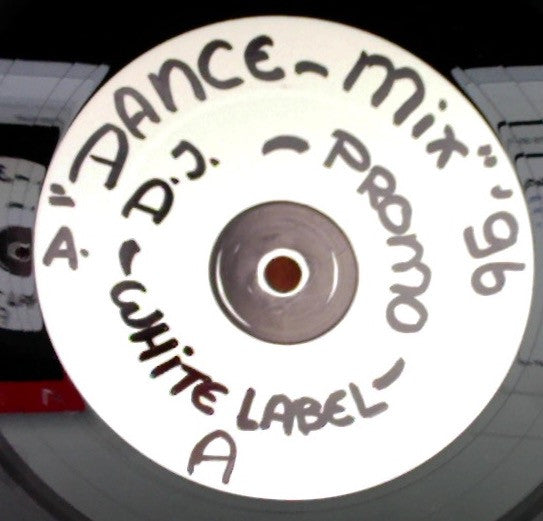 "DANCE-Mix" '96
A.
D.J. - PROMO -
WHITE LABEL -
A